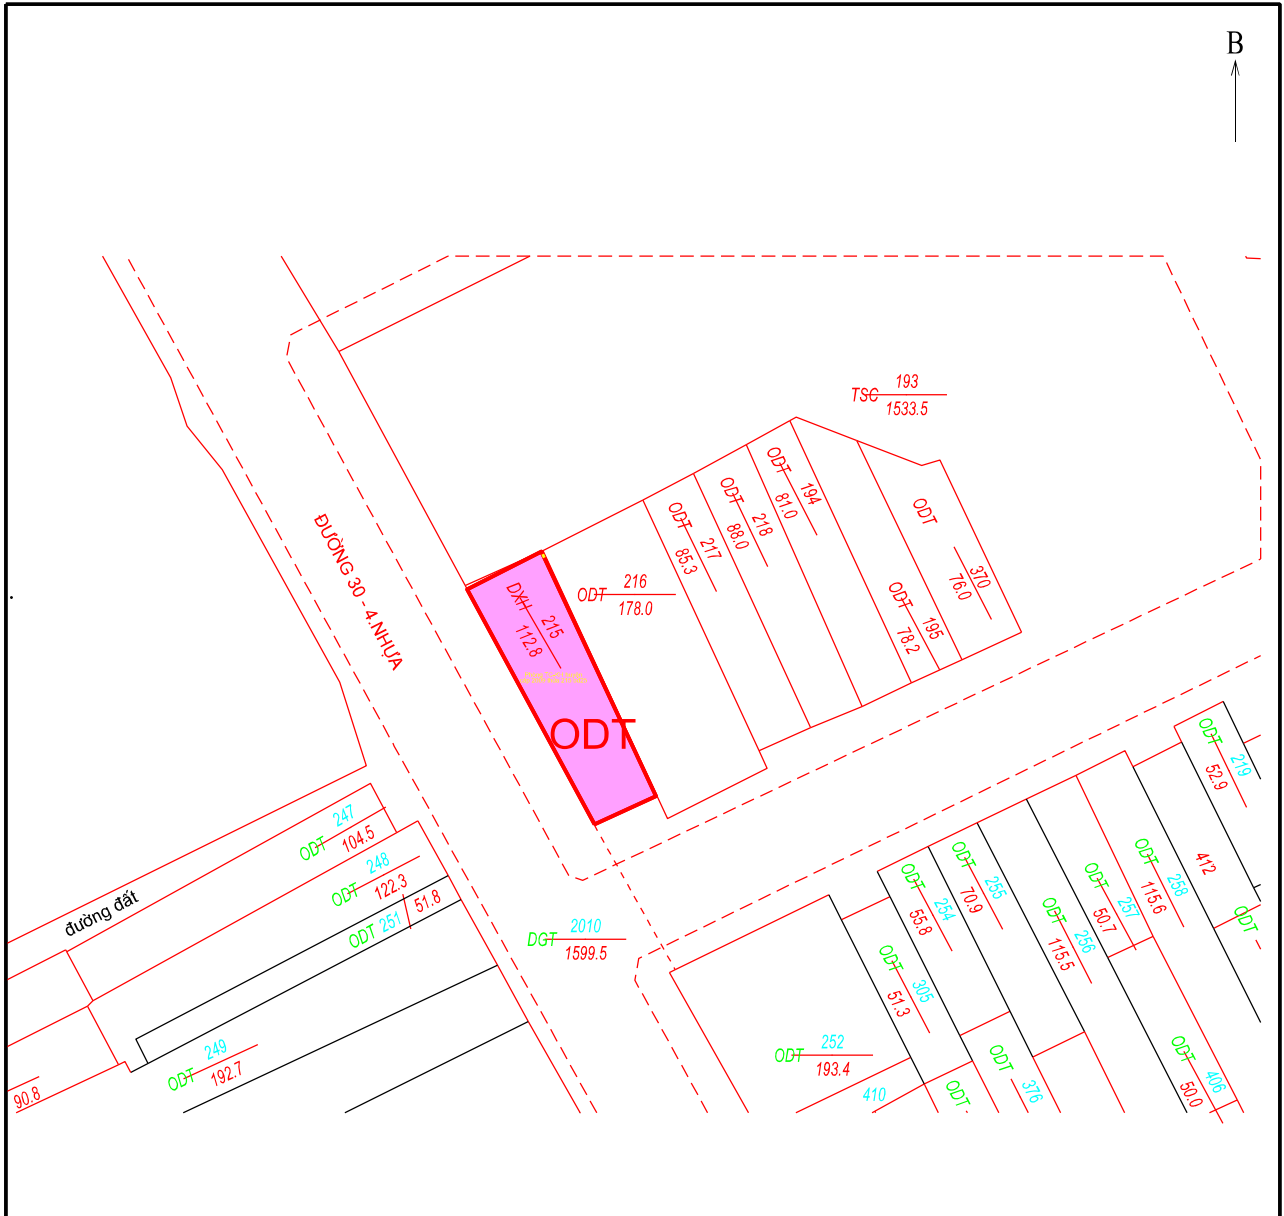 B
TSC 193
1533.5
ODT 194
81.0
ODT 218
88.0
ODT 217
85.3
ODT 370
76.0
ODT 195
78.2
ODT 216
178.0
DXH 215
112.8
ODT
ĐƯỜNG 30 - 4.NHỰA
ODT 219
52.9
412
ODT 247
104.5
ODT 248
122.3
ODT 251 51.8
đường đất
ODT 249
192.7
90.8
DGT 2010
1599.5
ODT 258
115.6
ODT 257
50.7
ODT 255
70.9
ODT 254
55.8
ODT 256
115.5
ODT 305
51.3
ODT
ODT 252
193.4
410
ODT
ODT 376
ODT 406
50.0